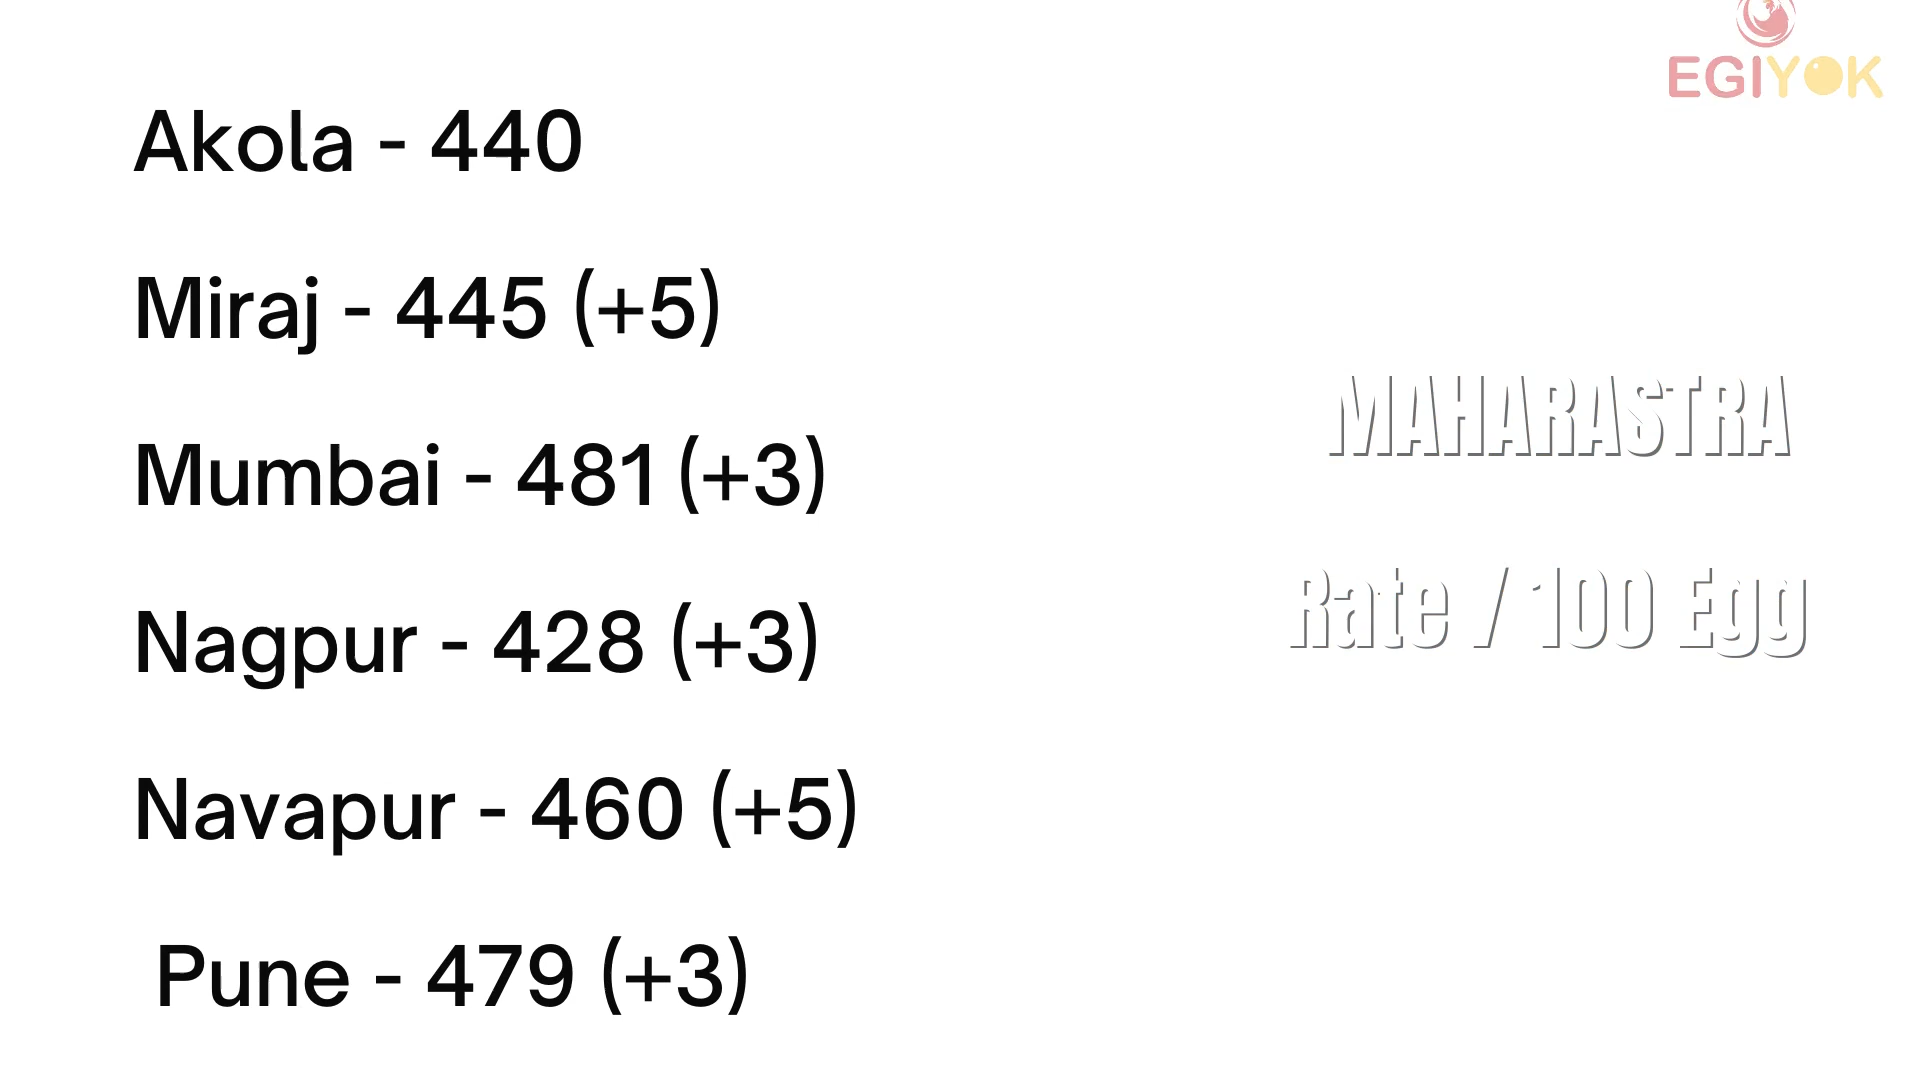 EGIYOK
Akola - 440
Miraj - 445 (+5)
Mumbai - 481 (+3)
Nagpur - 428 (+3)
Navapur - 460 (+5)
Pune - 479 (+3)
MAHARASTRA
Rate / 100 Egg